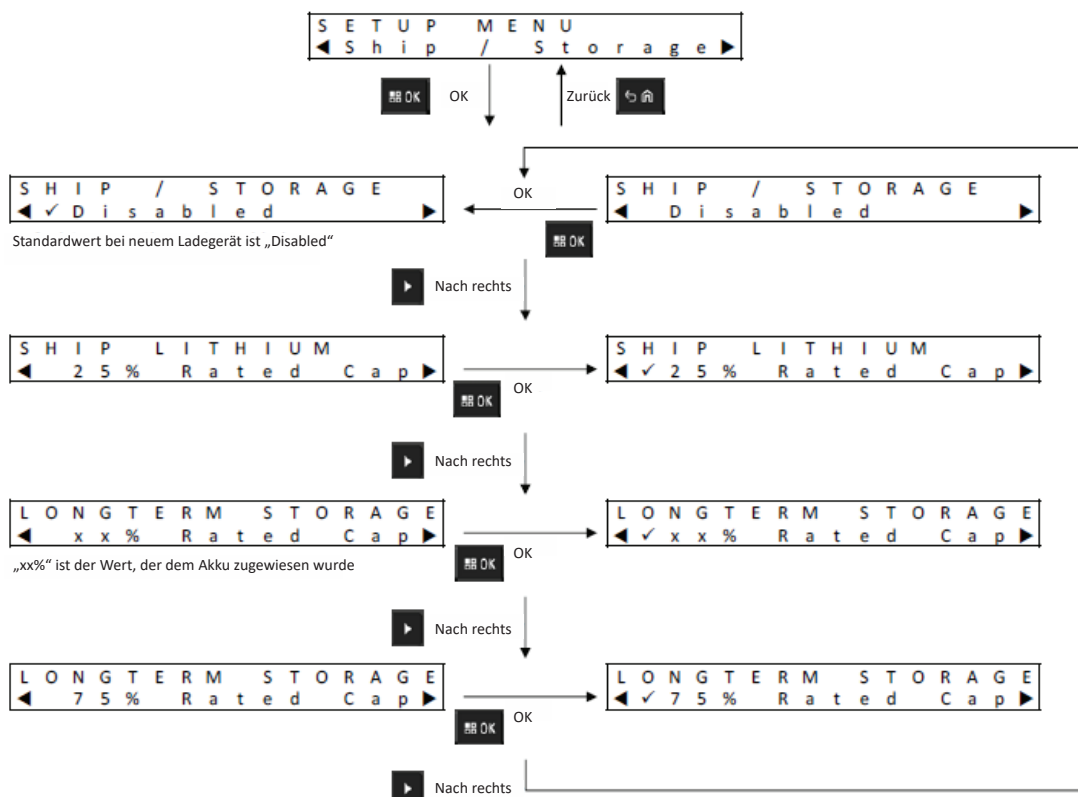 SETUP MENU
◀Ship / Storage▶
OK OK
Zurück
SHIP / STORAGE
◀✓Disabled ▶
OK
SHIP / STORAGE
◀ Disabled ▶
Standardwert bei neuem Ladegerät ist „Disabled“
OK
Nach rechts
SHIP LITHIUM
◀ 25% Rated Cap▶
OK
OK
SHIP LITHIUM
◀✓25% Rated Cap▶
Nach rechts
LONGTERM STORAGE
◀ xx% Rated Cap▶
OK
OK
LONGTERM STORAGE
◀✓xx% Rated Cap▶
„xx%“ ist der Wert, der dem Akku zugewiesen wurde
Nach rechts
LONGTERM STORAGE
◀ 75% Rated Cap▶
OK
OK
LONGTERM STORAGE
◀✓75% Rated Cap▶
Nach rechts